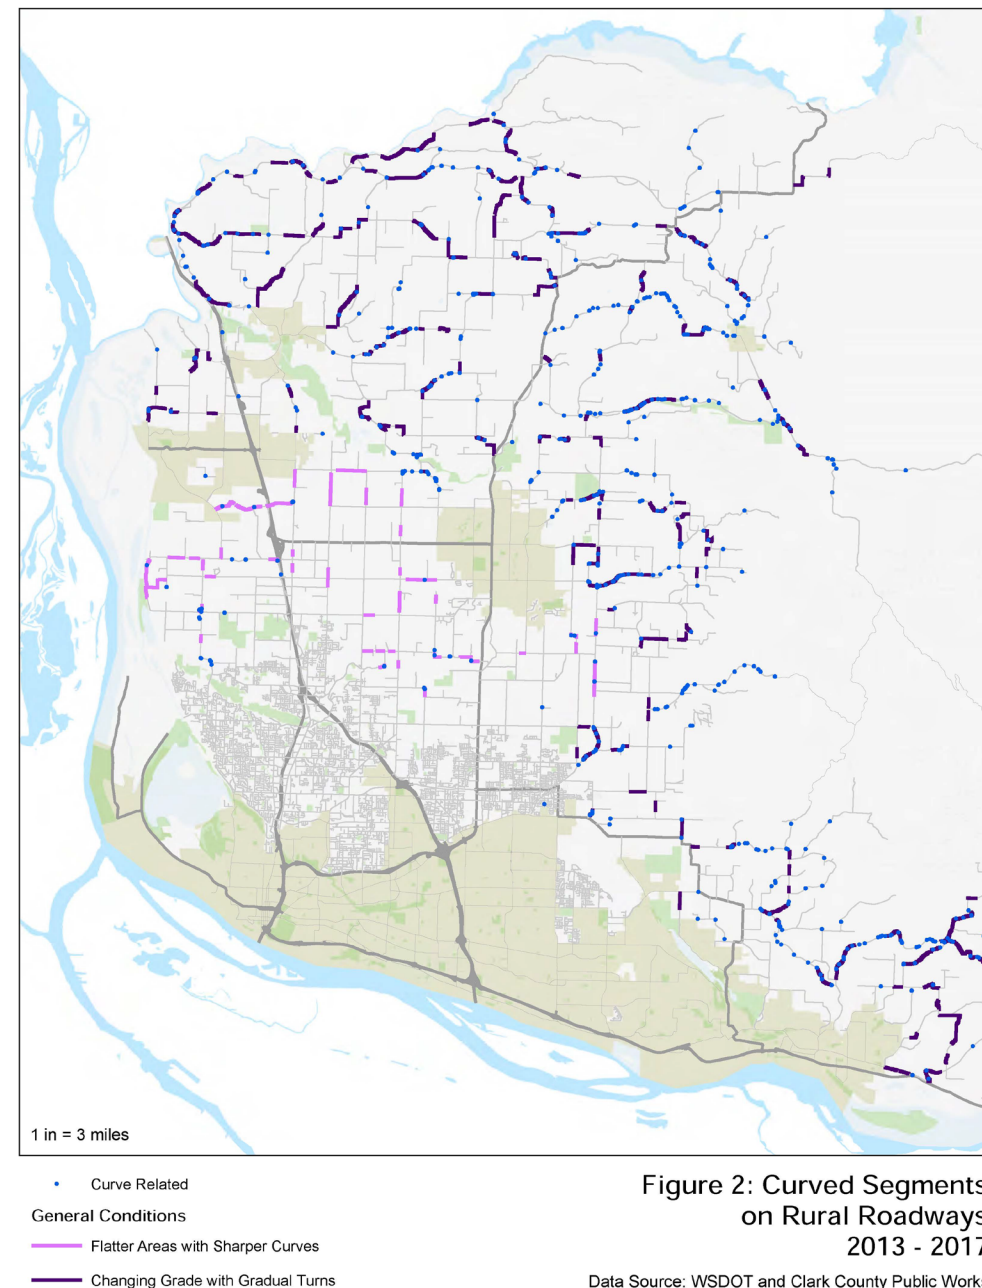 1 in = 3 miles
Curve Related
General Conditions
Flatter Areas with Sharper Curves
Changing Grade with Gradual Turns
Figure 2: Curved Segments
on Rural Roadways
2013 - 2017
Data Source: WSDOT and Clark County Public Work